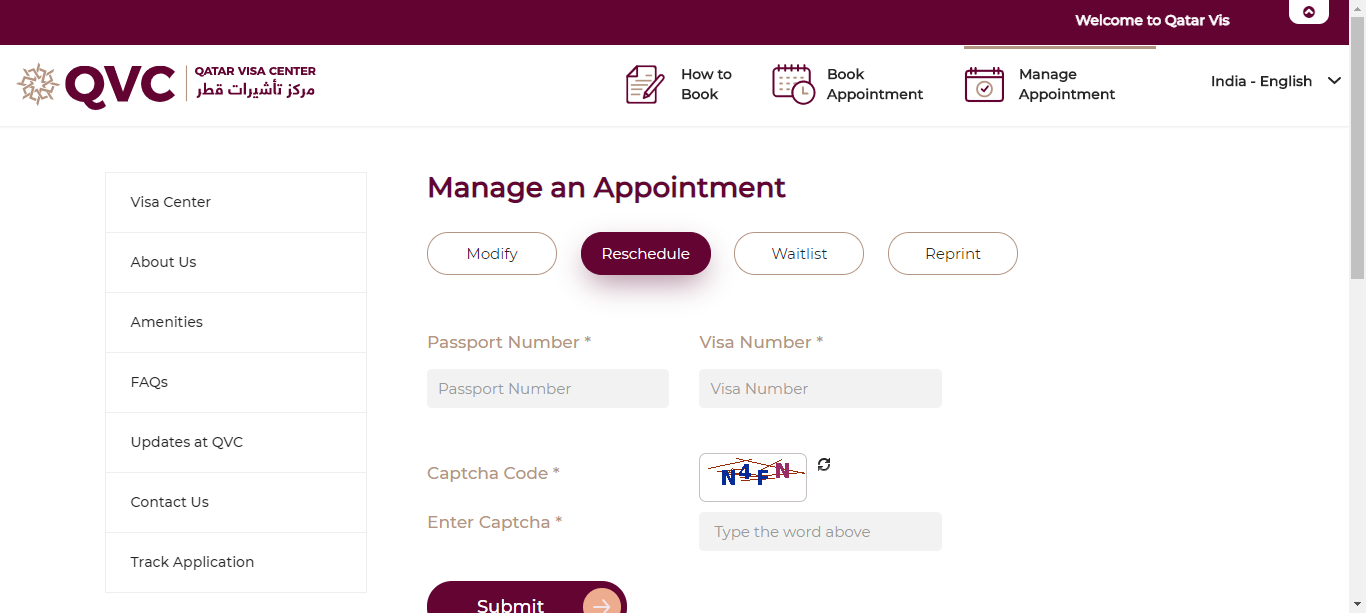 Welcome to Qatar Vis
QVC
QATAR VISA CENTER
مركز تأشيرات قطر
How to
Book
Book
Appointment
Manage
Appointment
India - English
Visa Center
About Us
Amenities
FAQs
Updates at QVC
Contact Us
Track Application
Manage an Appointment
Modify
Reschedule
Waitlist
Reprint
Passport Number *
Visa Number *
Passport Number
Visa Number
Captcha Code *
N4FN
Enter Captcha *
Type the word above
Submit